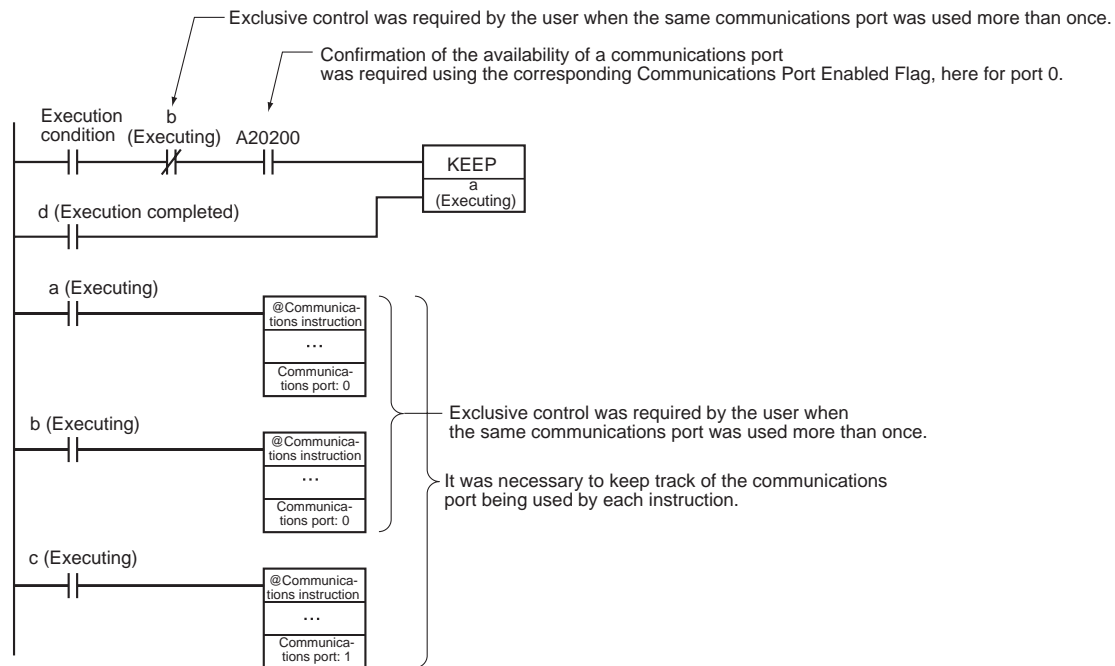 Exclusive control was required by the user when the same communications port was used more than once.
Confirmation of the availability of a communications port
was required using the corresponding Communications Port Enabled Flag, here for port 0.
Execution
condition
b
(Executing)
A20200
KEEP
a
(Executing)
d (Execution completed)
a (Executing)
@Communica-
tions instruction
...
Communica-
tions port: 0
Exclusive control was required by the user when
the same communications port was used more than once.
b (Executing)
@Communica-
tions instruction
...
Communica-
tions port: 0
It was necessary to keep track of the communications
port being used by each instruction.
c (Executing)
@Communica-
tions instruction
...
Communica-
tions port: 1